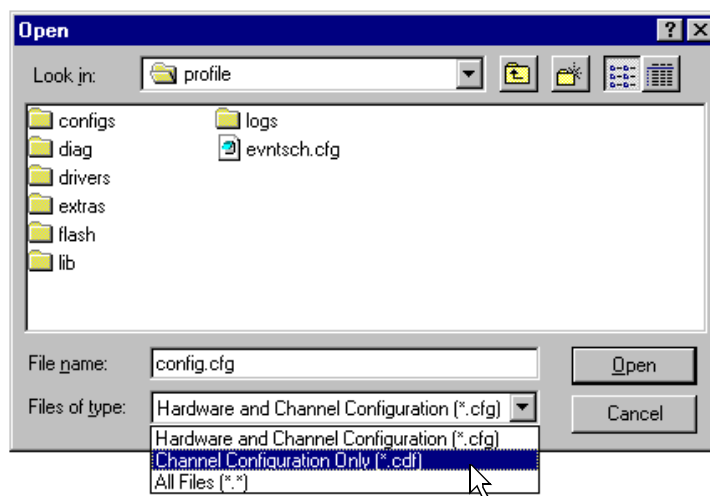 Open
Look in: profile
configs logs
diag evntsch.cfg
drivers
extras
flash
lib
File name: config.cfg Open
Files of type: Hardware and Channel Configuration (*.cfg) Cancel
Hardware and Channel Configuration (*.cfg)
Channel Configuration Only (*.cdf)
All Files (*.*)